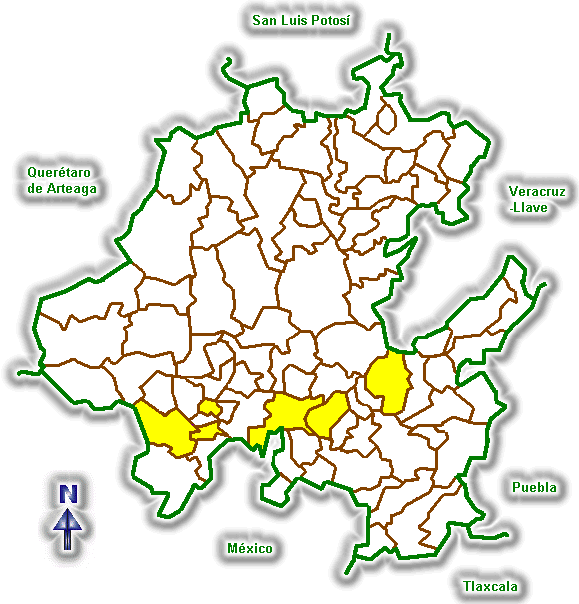 San Luis Potosí
Querétaro
de Arteaga
Veracruz
-Llave
N
Puebla
México
Tlaxcala